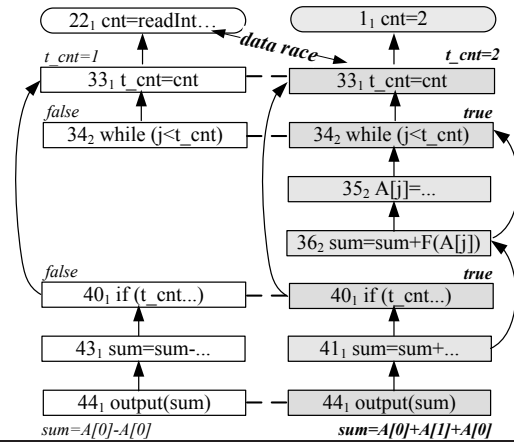 22₁ cnt=readInt… 1₁ cnt=2
t_cnt=1 data race t_cnt=2
33₁ t_cnt=cnt 33₁ t_cnt=cnt
false true
34₂ while (j<t_cnt) 34₂ while (j<t_cnt)
35₂ A[j]=...
36₂ sum=sum+F(A[j])
false true
40₁ if (t_cnt...) 40₁ if (t_cnt...)
43₁ sum=sum-... 41₁ sum=sum+...
44₁ output(sum) 44₁ output(sum)
sum=A[0]-A[0] sum=A[0]+A[1]+A[0]